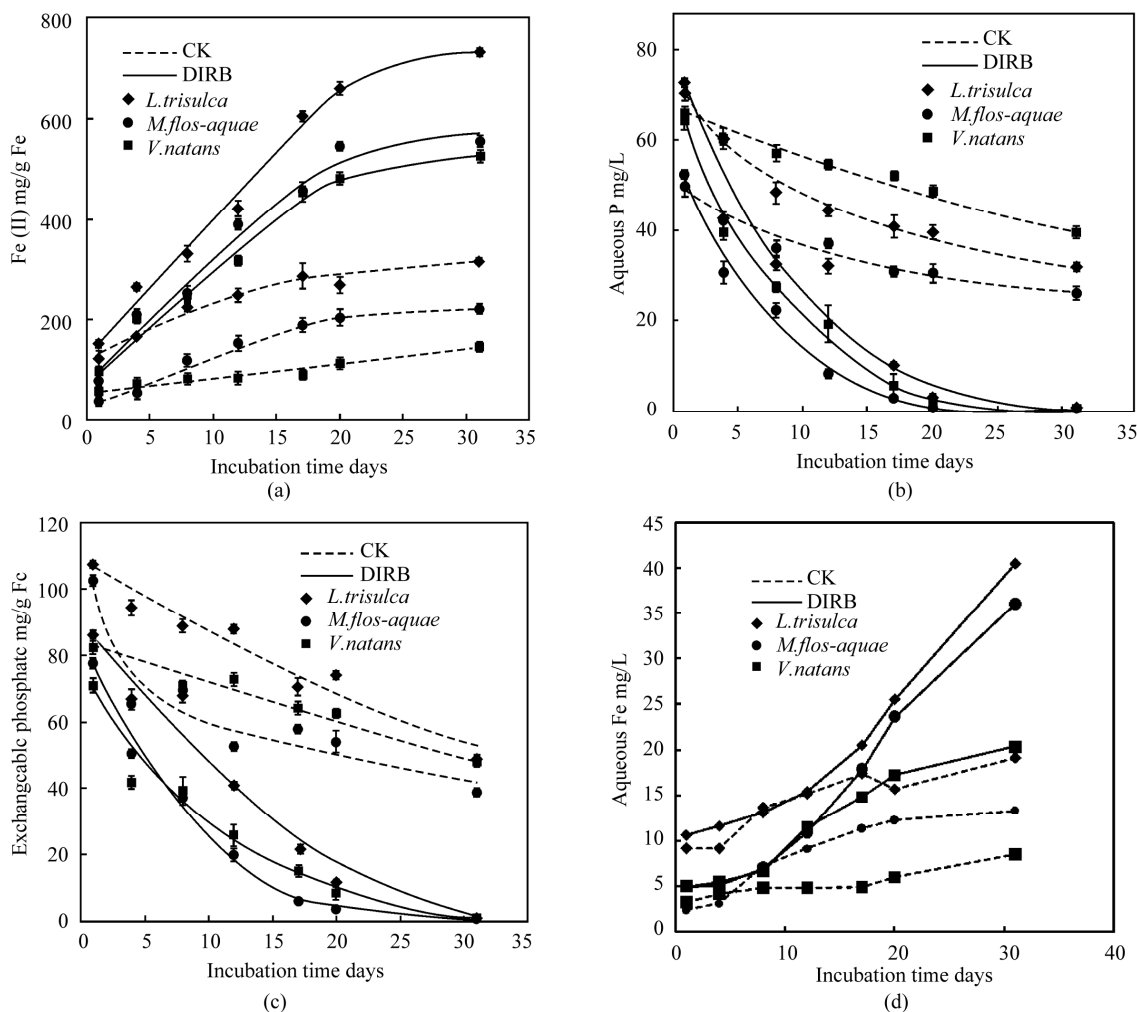 800
600
400
200
0
Fe (II) mg/g Fe
CK
DIRB
L.trisulca
M.flos-aquae
V.natans
0 5 10 15 20 25 30 35
Incubation time days
(a)
80
60
40
20
0
Aqueous P mg/L
CK
DIRB
L.trisulca
M.flos-aquae
V.natans
0 5 10 15 20 25 30 35
Incubation time days
(b)
120
100
80
60
40
20
0
Exchangcablc phosphatc mg/g Fc
CK
DIRB
L.trisulca
M.flos-aquae
V.natans
0 5 10 15 20 25 30 35
Incubation time days
(c)
45
40
35
30
25
20
15
10
5
0
Aqueous Fe mg/L
CK
DIRB
L.trisulca
M.flos-aquae
V.natans
0 10 20 30 40
Incubation time days
(d)